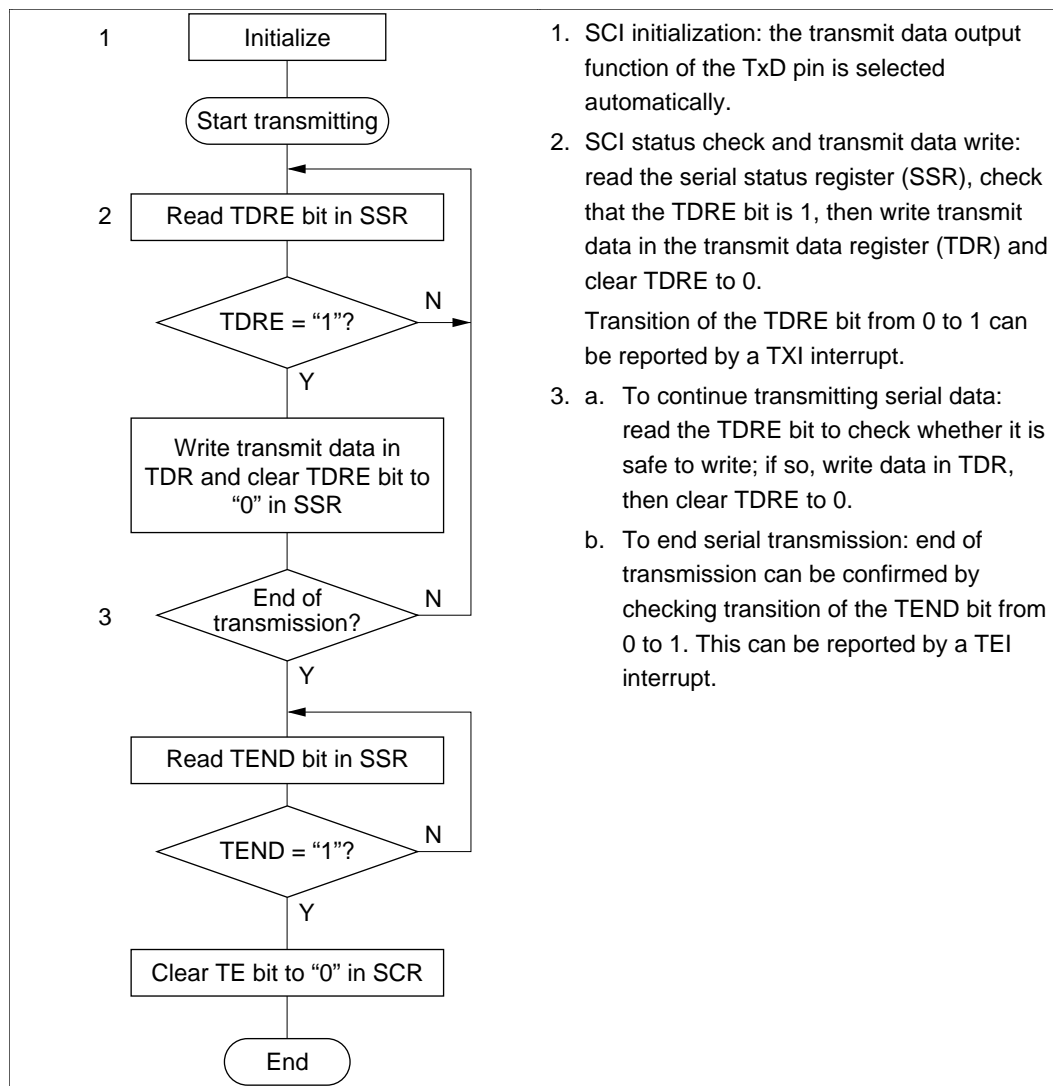 1
Initialize
Start transmitting
2
Read TDRE bit in SSR
TDRE = “1”?
N
Y
Write transmit data in
TDR and clear TDRE bit to
“0” in SSR
3
End of
transmission?
N
Y
Read TEND bit in SSR
TEND = “1”?
N
Y
Clear TE bit to “0” in SCR
End
1. SCI initialization: the transmit data output
function of the TxD pin is selected
automatically.
2. SCI status check and transmit data write:
read the serial status register (SSR), check
that the TDRE bit is 1, then write transmit
data in the transmit data register (TDR) and
clear TDRE to 0.
Transition of the TDRE bit from 0 to 1 can
be reported by a TXI interrupt.
3. a. To continue transmitting serial data:
read the TDRE bit to check whether it is
safe to write; if so, write data in TDR,
then clear TDRE to 0.
b. To end serial transmission: end of
transmission can be confirmed by
checking transition of the TEND bit from
0 to 1. This can be reported by a TEI
interrupt.